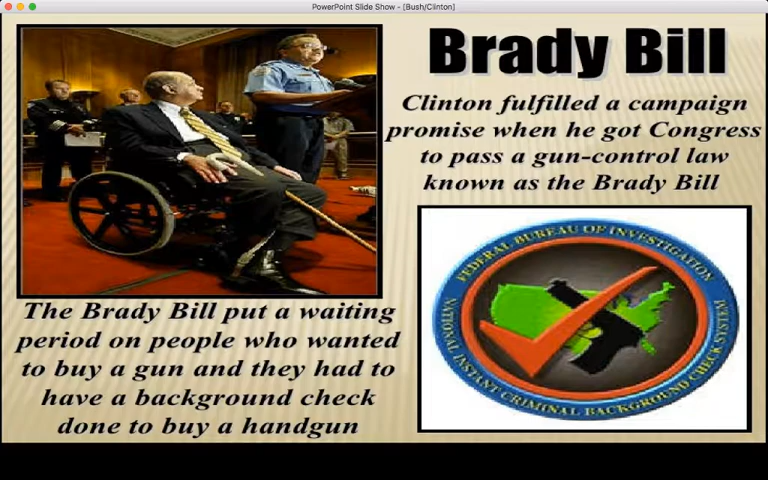 PowerPoint Slide Show - [Bush/Clinton]
Brady Bill
Clinton fulfilled a campaign
promise when he got Congress
to pass a gun-control law
known as the Brady Bill
FEDERAL BUREAU OF INVESTIGATION
NATIONAL INSTANT CRIMINAL BACKGROUND CHECK SYSTEM
The Brady Bill put a waiting
period on people who wanted
to buy a gun and they had to
have a background check
done to buy a handgun